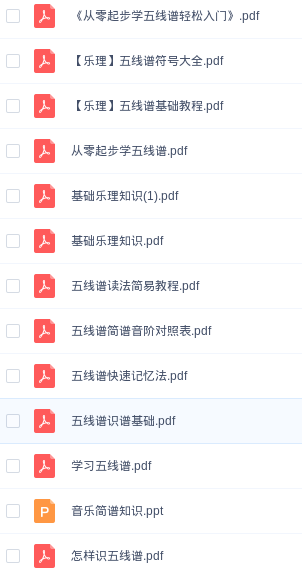 《从零起步学五线谱轻松入门》.pdf
【乐理】五线谱符号大全.pdf
【乐理】五线谱基础教程.pdf
从零起步学五线谱.pdf
基础乐理知识(1).pdf
基础乐理知识.pdf
五线谱读法简易教程.pdf
五线谱简谱音阶对照表.pdf
五线谱快速记忆法.pdf
五线谱识谱基础.pdf
学习五线谱.pdf
P 音乐简谱知识.ppt
怎样识五线谱.pdf